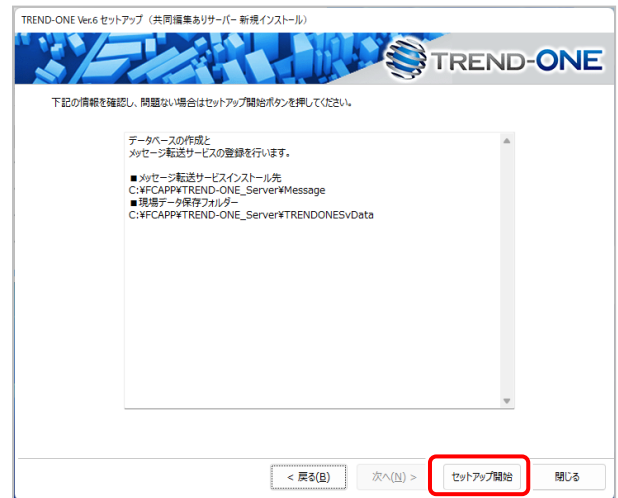 TREND-ONE Ver.6 セットアップ（共同編集ありサーバー 新規インストール）
TREND-ONE
下記の情報を確認し、問題ない場合はセットアップ開始ボタンを押してください。
データベースの作成と
メッセージ転送サービスの登録を行います。
■メッセージ転送サービスインストール先
C:¥FCAPP¥TREND-ONE_Server¥Message
■現場データ保存フォルダー
C:¥FCAPP¥TREND-ONE_Server¥TRENDONESvData
< 戻る(B)
次へ(N) >
セットアップ開始
閉じる